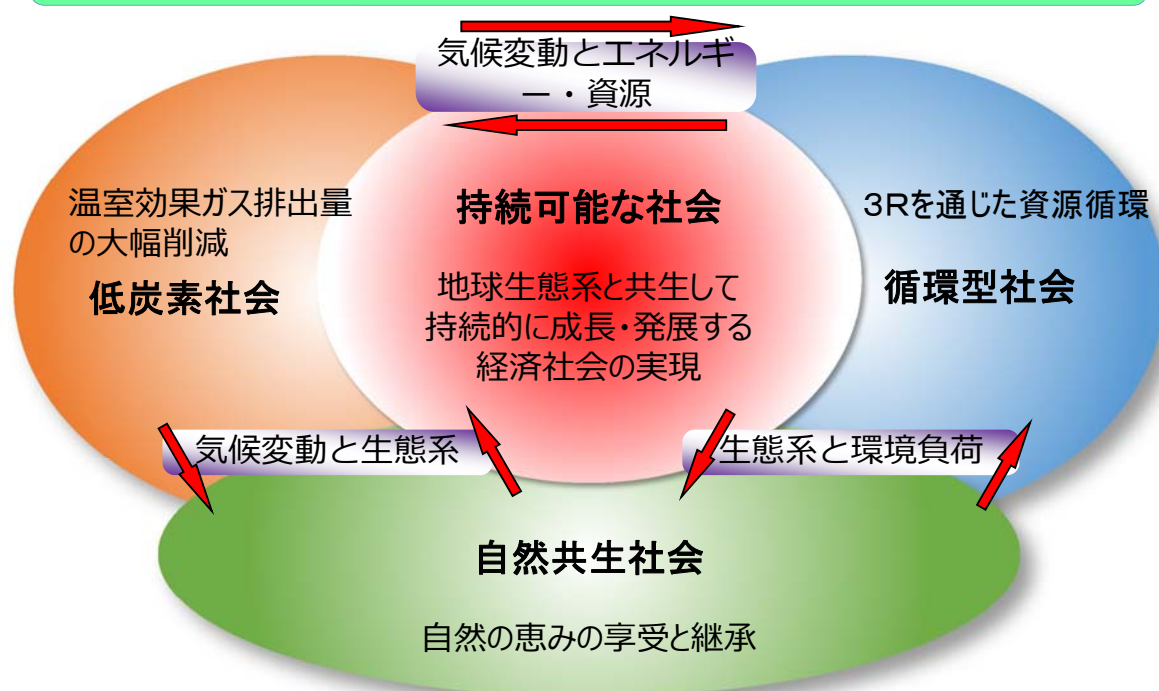 気候変動とエネルギ
ー・資源
温室効果ガス排出量
の大幅削減
低炭素社会
持続可能な社会
地球生態系と共生して
持続的に成長・発展する
経済社会の実現
3Rを通じた資源循環
循環型社会
気候変動と生態系
生態系と環境負荷
自然共生社会
自然の恵みの享受と継承